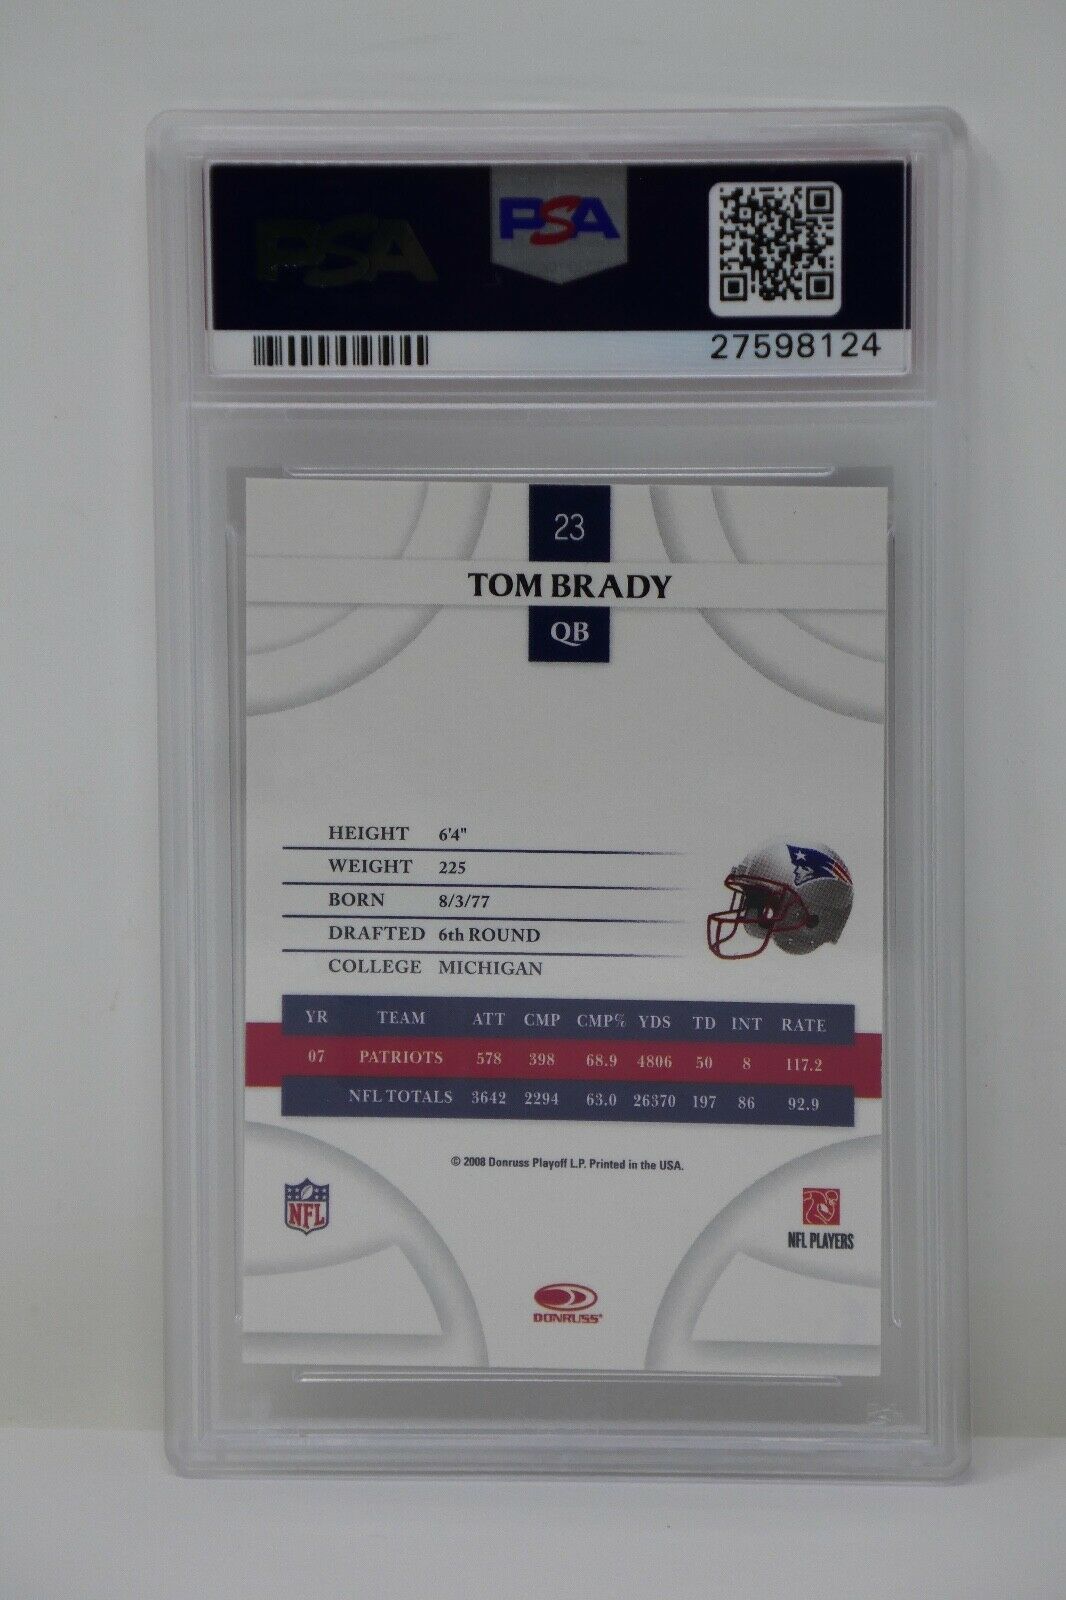 PSA
PSA
27598124
23
TOM BRADY
QB
HEIGHT 6'4"
WEIGHT 225
BORN 8/3/77
DRAFTED 6th ROUND
COLLEGE MICHIGAN
YR TEAM ATT CMP CMP% YDS TD INT RATE
07 PATRIOTS 578 398 68.9 4806 50 8 117.2
NFL TOTALS 3642 2294 63.0 26370 197 86 92.9
© 2008 Donruss Playoff L.P. Printed in the USA.
NFL
NFL PLAYERS
DONRUSS®